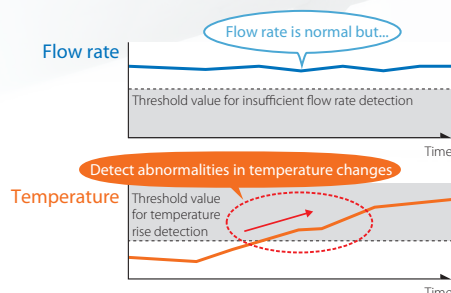 Flow rate is normal but...
Flow rate
Threshold value for insufficient flow rate detection
Time
Detect abnormalities in temperature changes
Temperature
Threshold value
for temperature
rise detection
Time